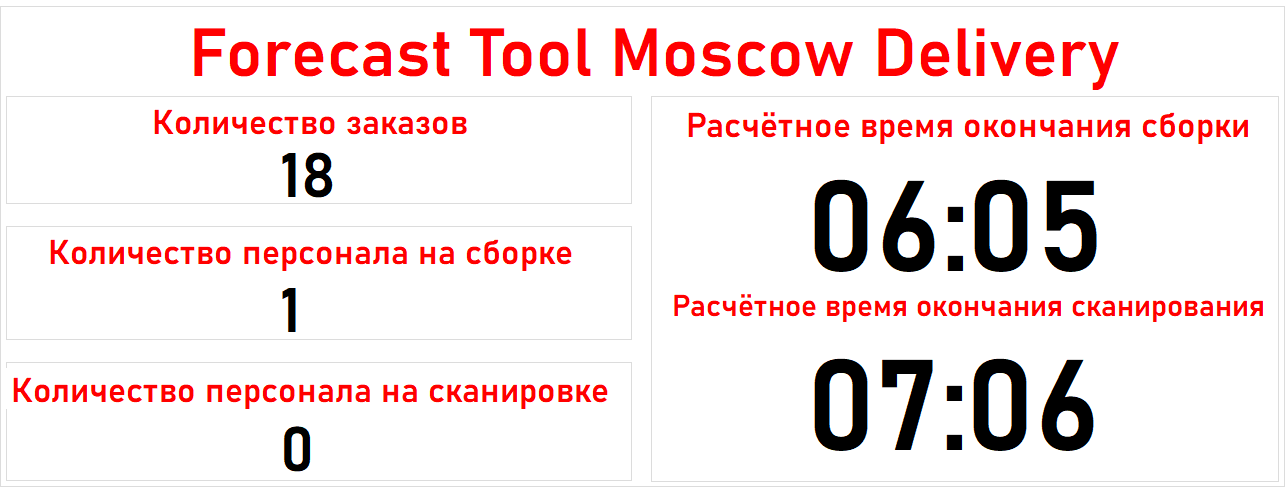 Forecast Tool Moscow Delivery
Количество заказов
18
Количество персонала на сборке
1
Количество персонала на сканировке
0
Расчётное время окончания сборки
06:05
Расчётное время окончания сканирования
07:06